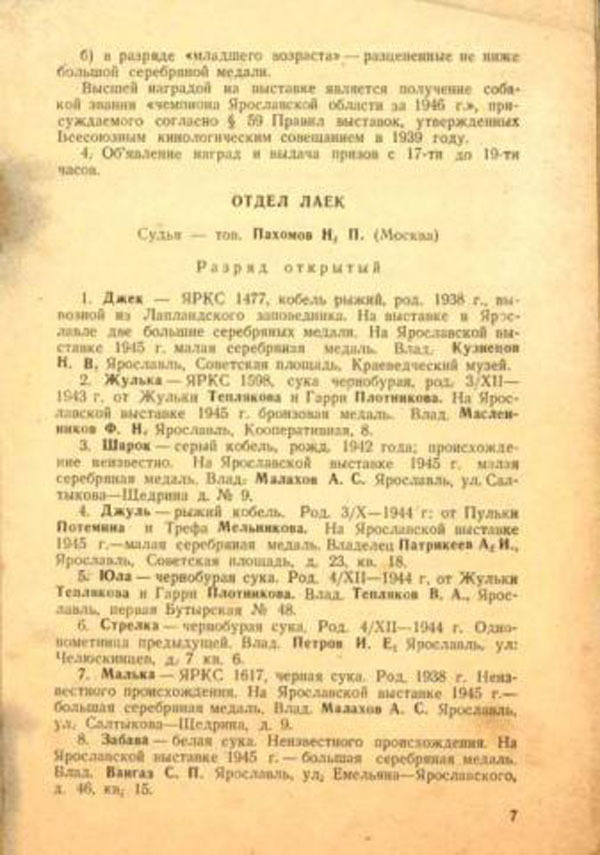 б) в разряде «младшего возраста» — расцененные не ниже
большой серебряной медали.
Высшей наградой на выставке является получение соба-
кой звания «чемпиона Ярославской области за 1946 г.», при-
суждаемого согласно § 59 Правил выставок, утвержденных
Всесоюзным кинологическим совещанием в 1939 году.
4. Об'явление наград и выдача призов с 17-ти до 19-ти
часов.
ОТДЕЛ ЛАЕК
Судья — тов. Пахомов Н. П. (Москва)
Разряд открытый
1. Джек — ЯРКС 1477, кобель рыжий, род. 1938 г., вы-
возной из Лапландского заповедника. На выставке в Яро-
славле две большие серебряных медали. На Ярославской вы-
ставке 1945 г. малая серебряная медаль. Влад. Кузнецов
Н. В. Ярославль, Советская площадь, Краеведческий музей.
2. Жулька — ЯРКС 1598, сука чернобурая, род. 3/XII—
1943 г. от Жульки Теплякова и Гарри Плотникова. На Яро-
славской выставке 1945 г. бронзовая медаль. Влад. Маслен-
ников Ф. Н. Ярославль, Кооперативная, 8.
3. Шарок — серый кобель, рожд. 1942 года; происхожде-
ние неизвестно. На Ярославской выставке 1945 г. малая
серебряная медаль. Влад. Малахов А. С. Ярославль, ул. Сал-
тыкова—Щедрина д. № 9.
4. Джуль — рыжий кобель. Род. 3/X—1944 г. от Пульки
Потемина и Трефа Мельникова. На Ярославской выставке
1945 г.—малая серебряная медаль. Владелец Патрикеев А. И.,
Ярославль, Советская площадь, д. 23, кв. 18.
5. Юла — чернобурая сука. Род. 4/XII—1944 г. от Жульки
Теплякова и Гарри Плотникова. Влад. Тепляков В. А., Яро-
славль, первая Бутырская № 48.
6. Стрелка — чернобурая сука. Род. 4/XII—1944 г. Одно-
пометница предыдущей. Влад. Петров И. Е. Ярославль, ул.
Челюскинцев, д. 7 кв. 6.
7. Малька — ЯРКС 1617, черная сука. Род. 1938 г. Неиз-
вестного происхождения. На Ярославской выставке 1945 г.—
большая серебряная медаль. Влад. Малахов А. С. Ярославль,
ул. Салтыкова—Щедрина, д. 9.
8. Забава — белая сука. Неизвестного происхождения. На
Ярославской выставке 1945 г. — большая серебряная медаль.
Влад. Вангаз С. П. Ярославль, ул. Емельяна—Ярославского,
д. 46, кв. 15.
7